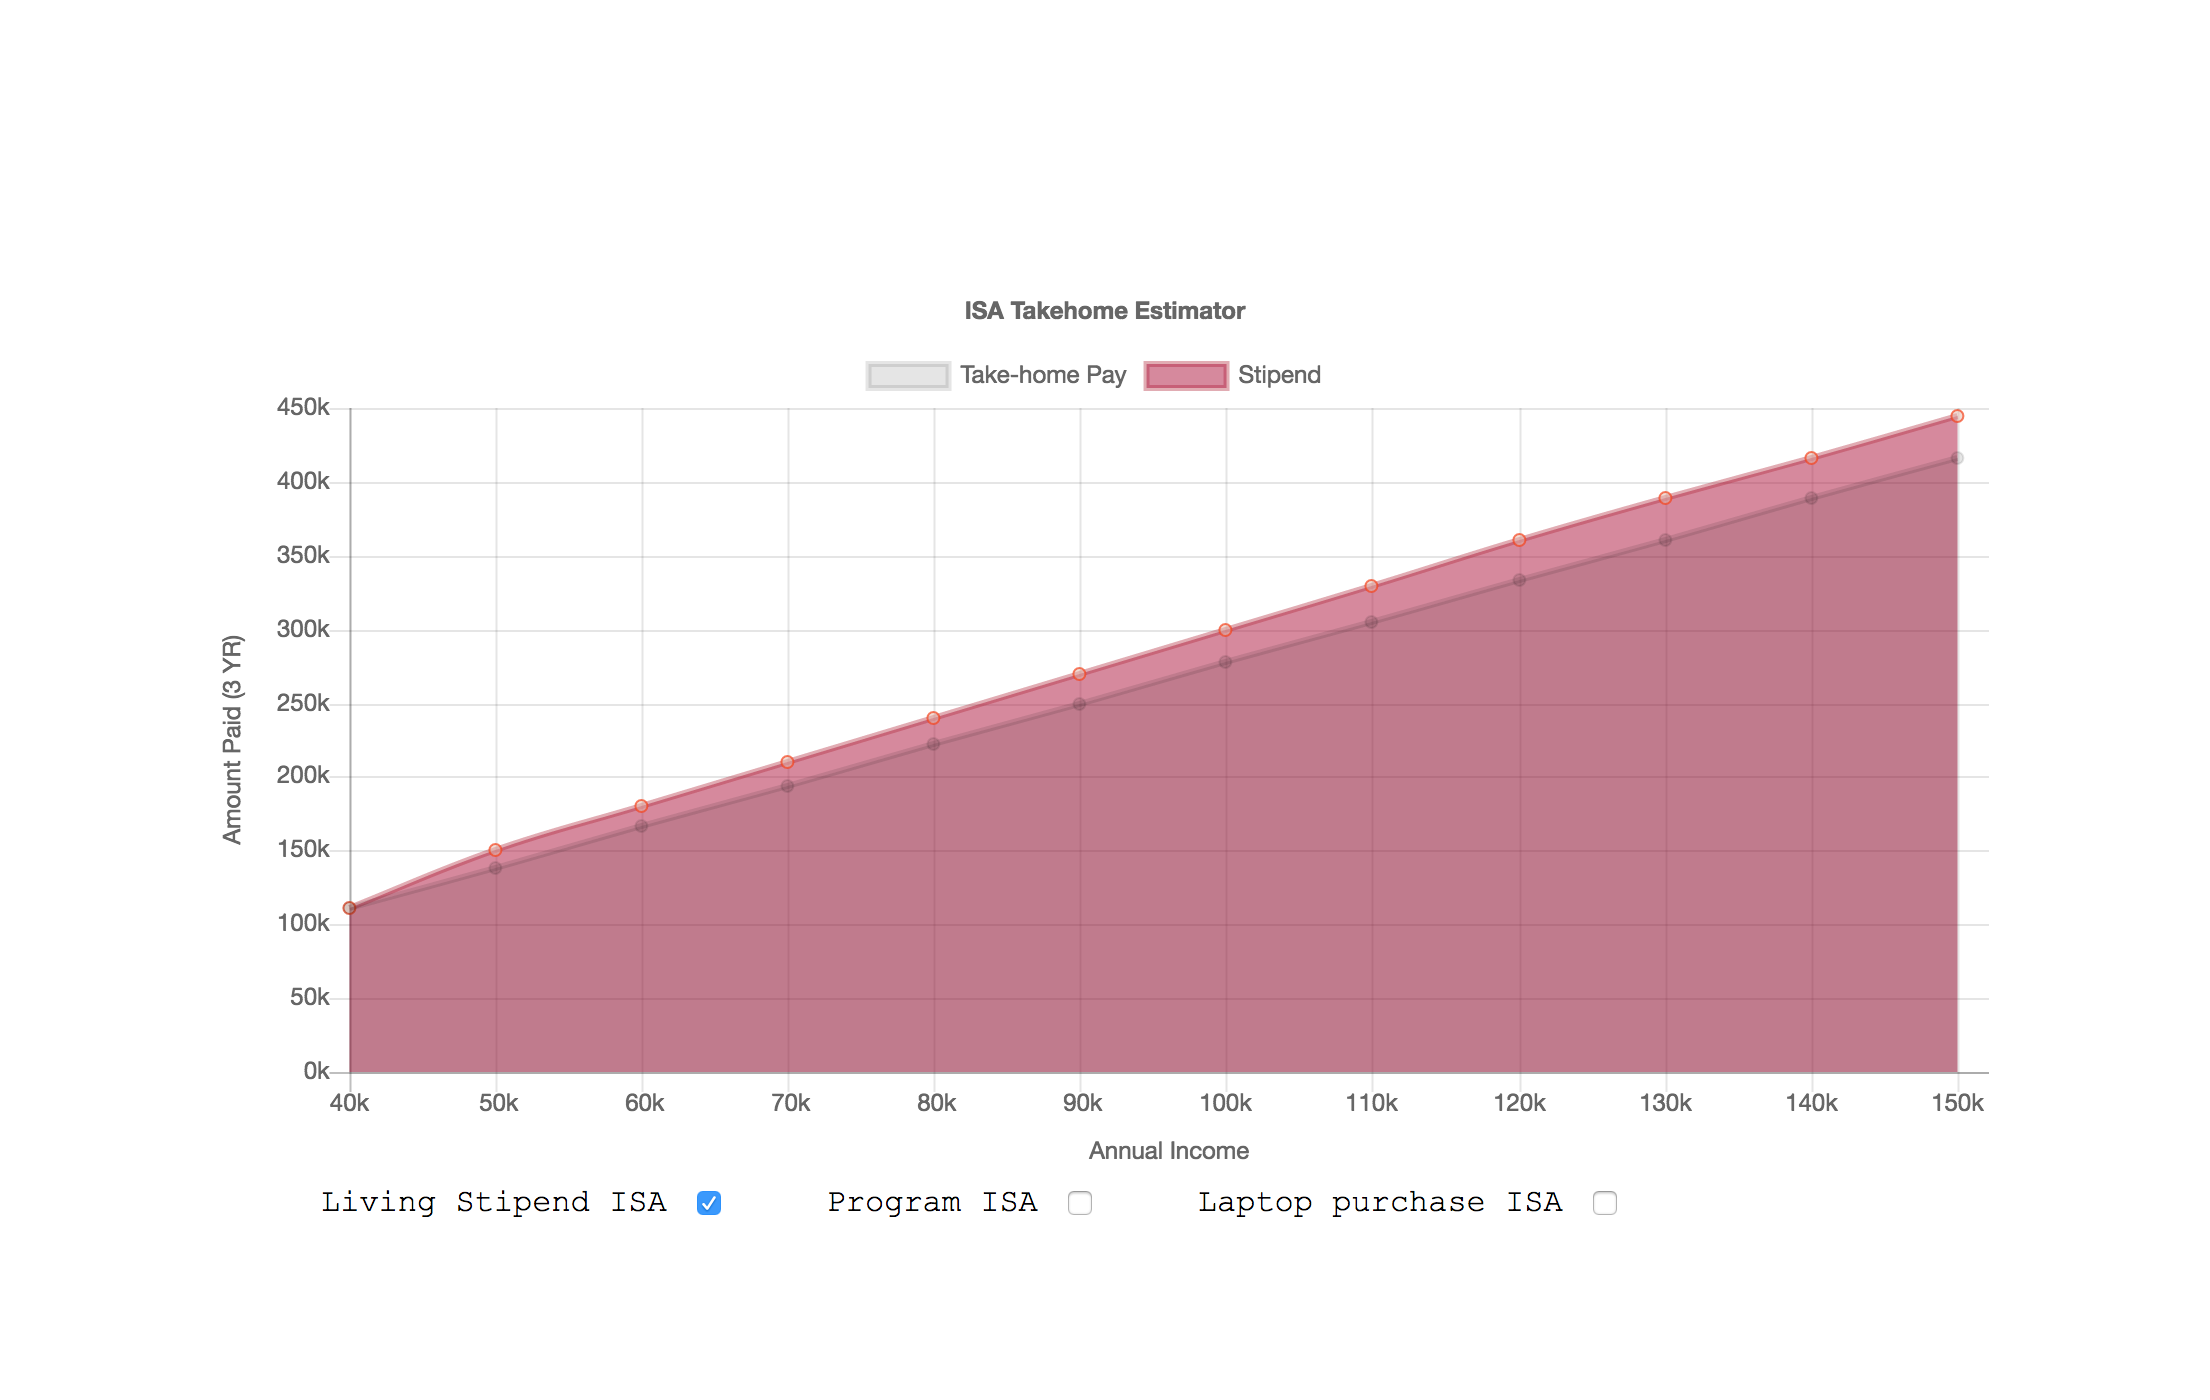 ISA Takehome Estimator
Take-home Pay Stipend
450k
400k
350k
300k
250k
200k
150k
100k
50k
0k
Amount Paid (3 YR)
40k 50k 60k 70k 80k 90k 100k 110k 120k 130k 140k 150k
Annual Income
Living Stipend ISA Program ISA Laptop purchase ISA